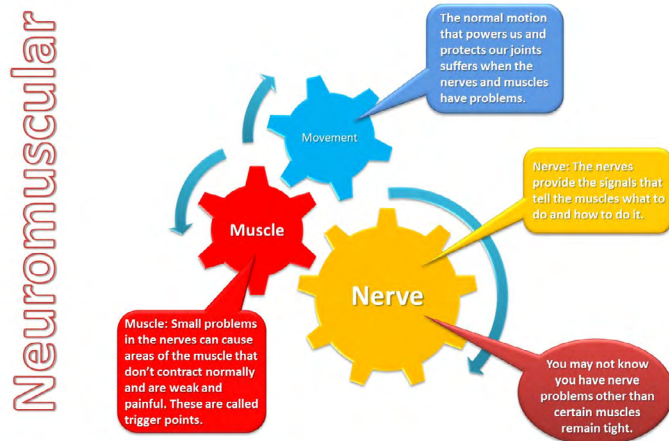 Neuromuscular
The normal motion
that powers us and
protects our joints
suffers when the
nerves and muscles
have problems.
Movement
Nerve: The nerves
provide the signals that
tell the muscles what to
do and how to do it.
Muscle
Nerve
Muscle: Small problems
in the nerves can cause
areas of the muscle that
don't contract normally
and are weak and
painful. These are called
trigger points.
You may not know
you have nerve
problems other than
certain muscles
remain tight.